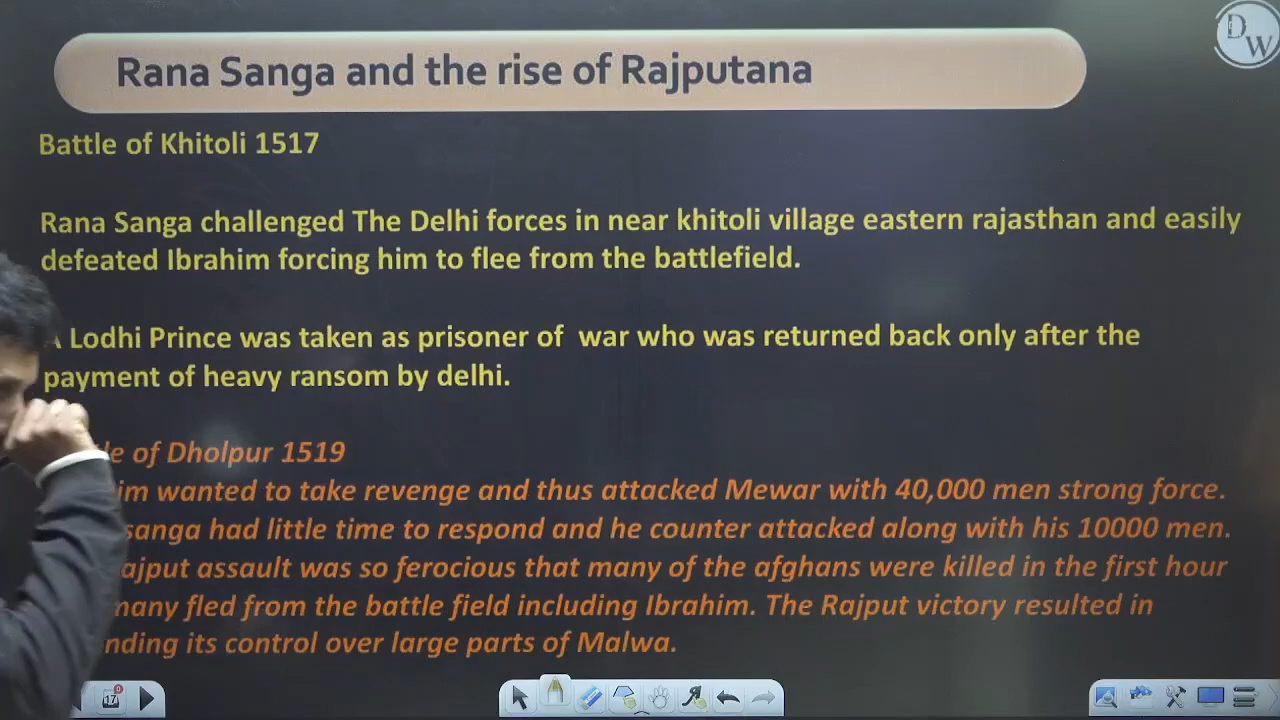 Rana Sanga and the rise of Rajputana
DW
Battle of Khitoli 1517
Rana Sanga challenged The Delhi forces in near khitoli village eastern rajasthan and easily
defeated Ibrahim forcing him to flee from the battlefield.
Lodhi Prince was taken as prisoner of war who was returned back only after the
payment of heavy ransom by delhi.
of Dholpur 1519
wanted to take revenge and thus attacked Mewar with 40,000 men strong force.
sanga had little time to respond and he counter attacked along with his 10000 men.
assault was so ferocious that many of the afghans were killed in the first hour
many fled from the battle field including Ibrahim. The Rajput victory resulted in
its control over large parts of Malwa.
17